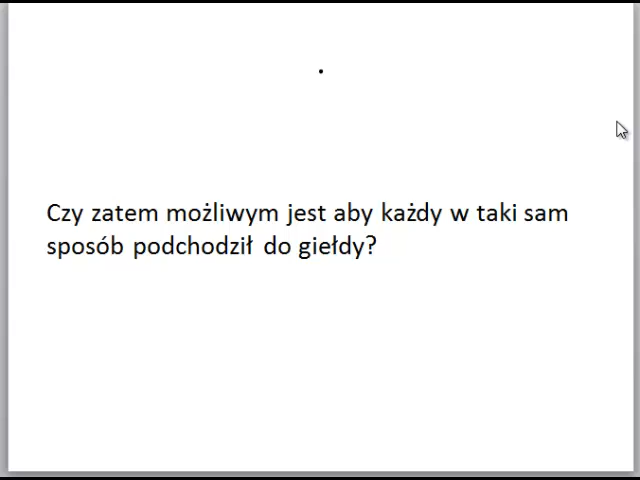 .
Czy zatem możliwym jest aby każdy w taki sam
sposób podchodził do giełdy?